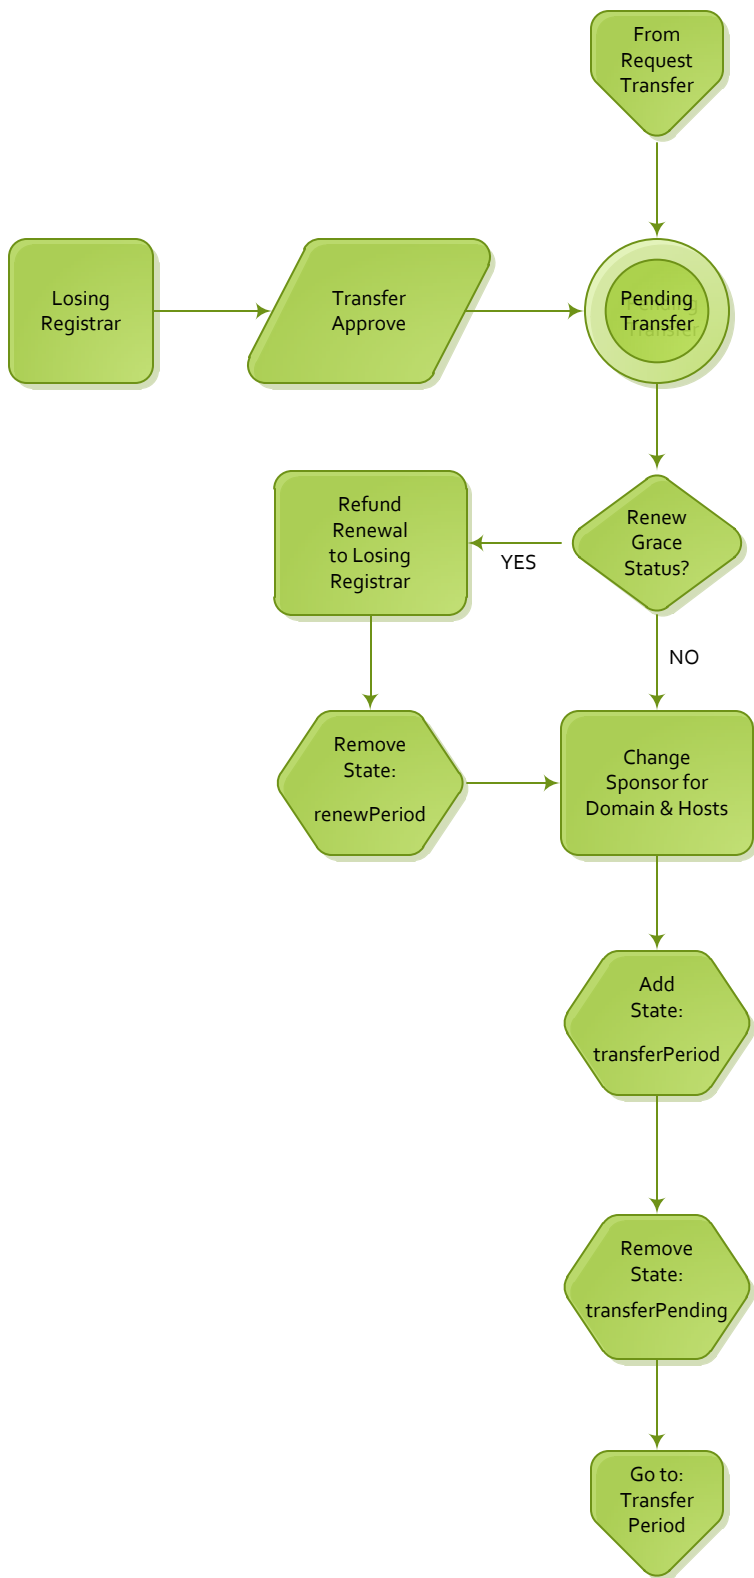 From
Request
Transfer
Losing
Registrar
Transfer
Approve
Pending
Transfer
Renew
Grace
Status?
YES
Refund
Renewal
to Losing
Registrar
NO
Remove
State:
renewPeriod
Change
Sponsor for
Domain & Hosts
Add
State:
transferPeriod
Remove
State:
transferPending
Go to:
Transfer
Period